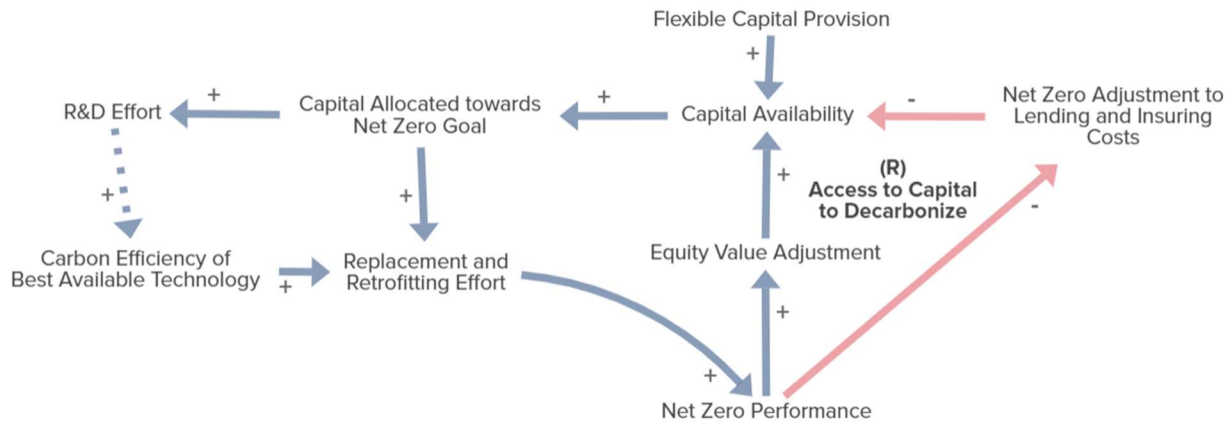 Flexible Capital Provision
+
R&D Effort
+
Capital Allocated towards
Net Zero Goal
+
Capital Availability
-
Net Zero Adjustment to
Lending and Insuring
Costs
+
+
+
(R)
Access to Capital
to Decarbonize
-
Carbon Efficiency of
Best Available Technology
+
Replacement and
Retrofitting Effort
Equity Value Adjustment
+
+
Net Zero Performance